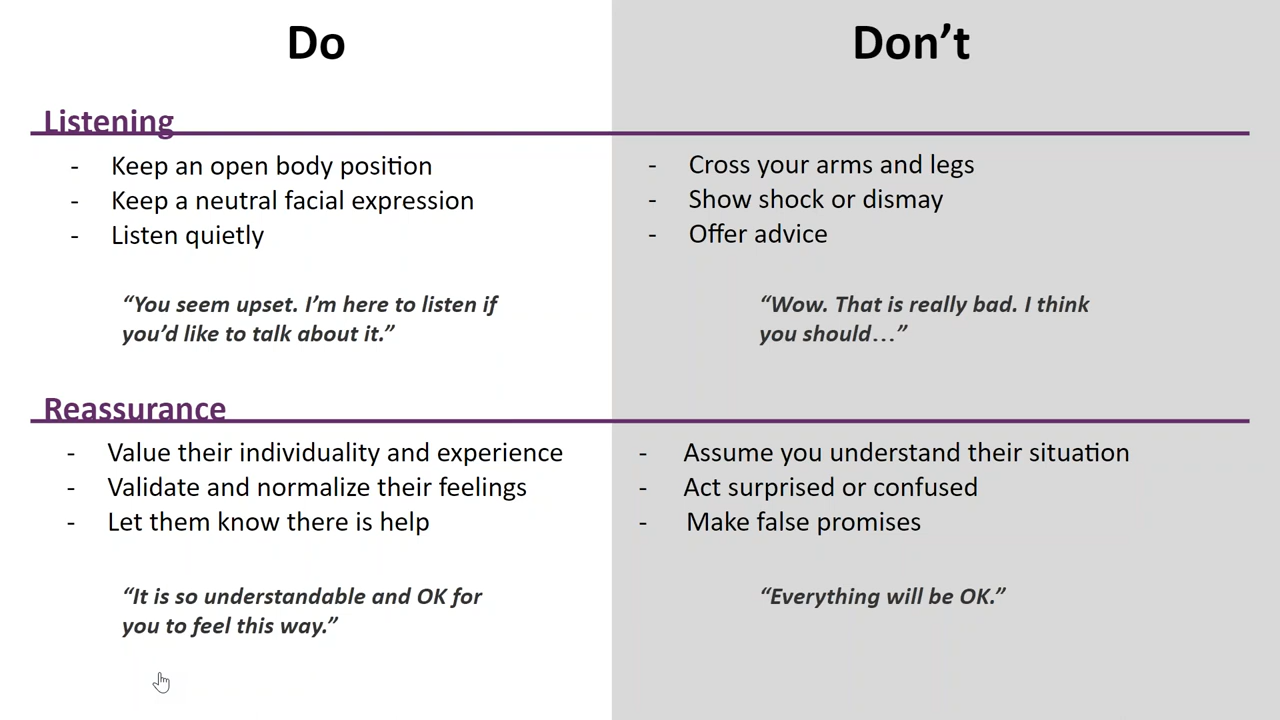 Do
Don’t
Listening
- Keep an open body position
- Keep a neutral facial expression
- Listen quietly
“You seem upset. I’m here to listen if
you’d like to talk about it.”
- Cross your arms and legs
- Show shock or dismay
- Offer advice
“Wow. That is really bad. I think
you should…”
Reassurance
- Value their individuality and experience
- Validate and normalize their feelings
- Let them know there is help
“It is so understandable and OK for
you to feel this way.”
- Assume you understand their situation
- Act surprised or confused
- Make false promises
“Everything will be OK.”